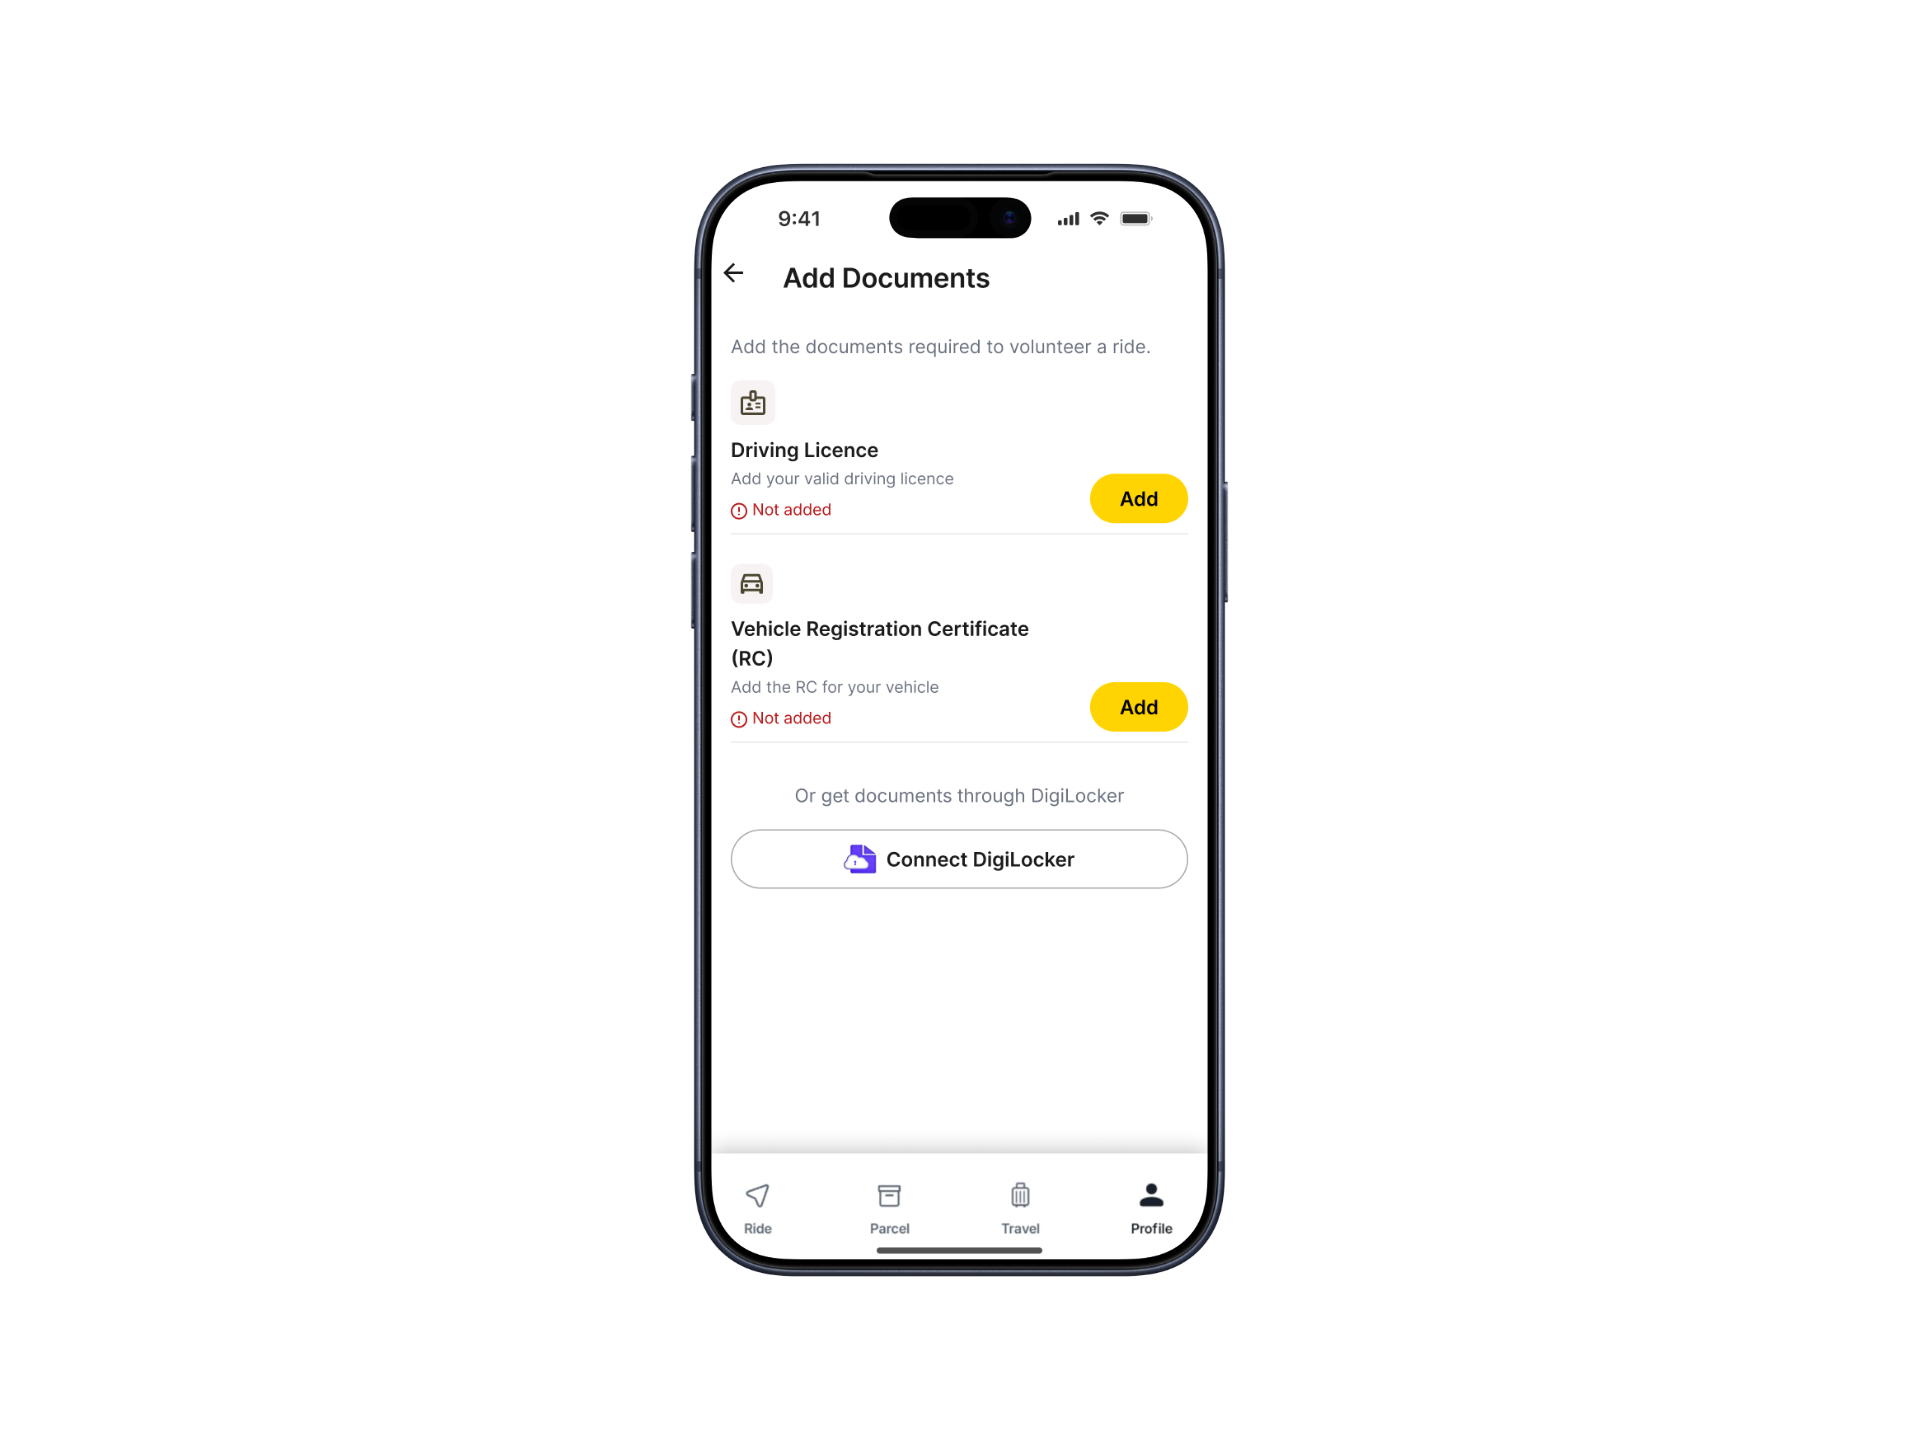 9:41
Add Documents
Add the documents required to volunteer a ride.
Driving Licence
Add your valid driving licence
Not added
Add
Vehicle Registration Certificate
(RC)
Add the RC for your vehicle
Not added
Add
Or get documents through DigiLocker
Connect DigiLocker
Ride
Parcel
Travel
Profile